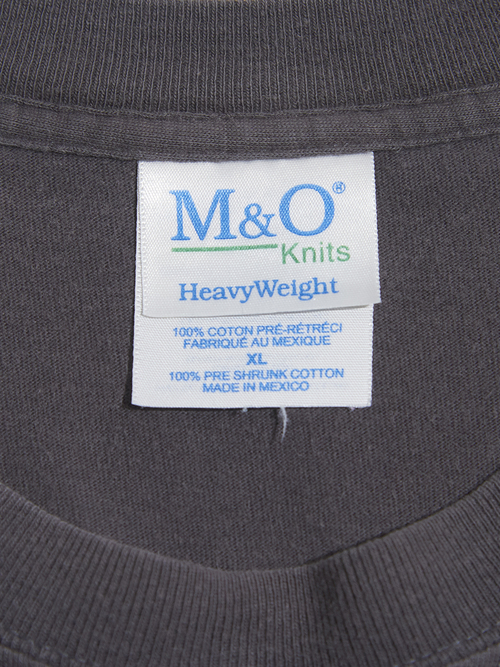 M&O®
Knits
HeavyWeight
100% COTON PRÉ-RÉTRÉCI
FABRIQUÉ AU MEXIQUE
XL
100% PRE SHRUNK COTTON
MADE IN MEXICO